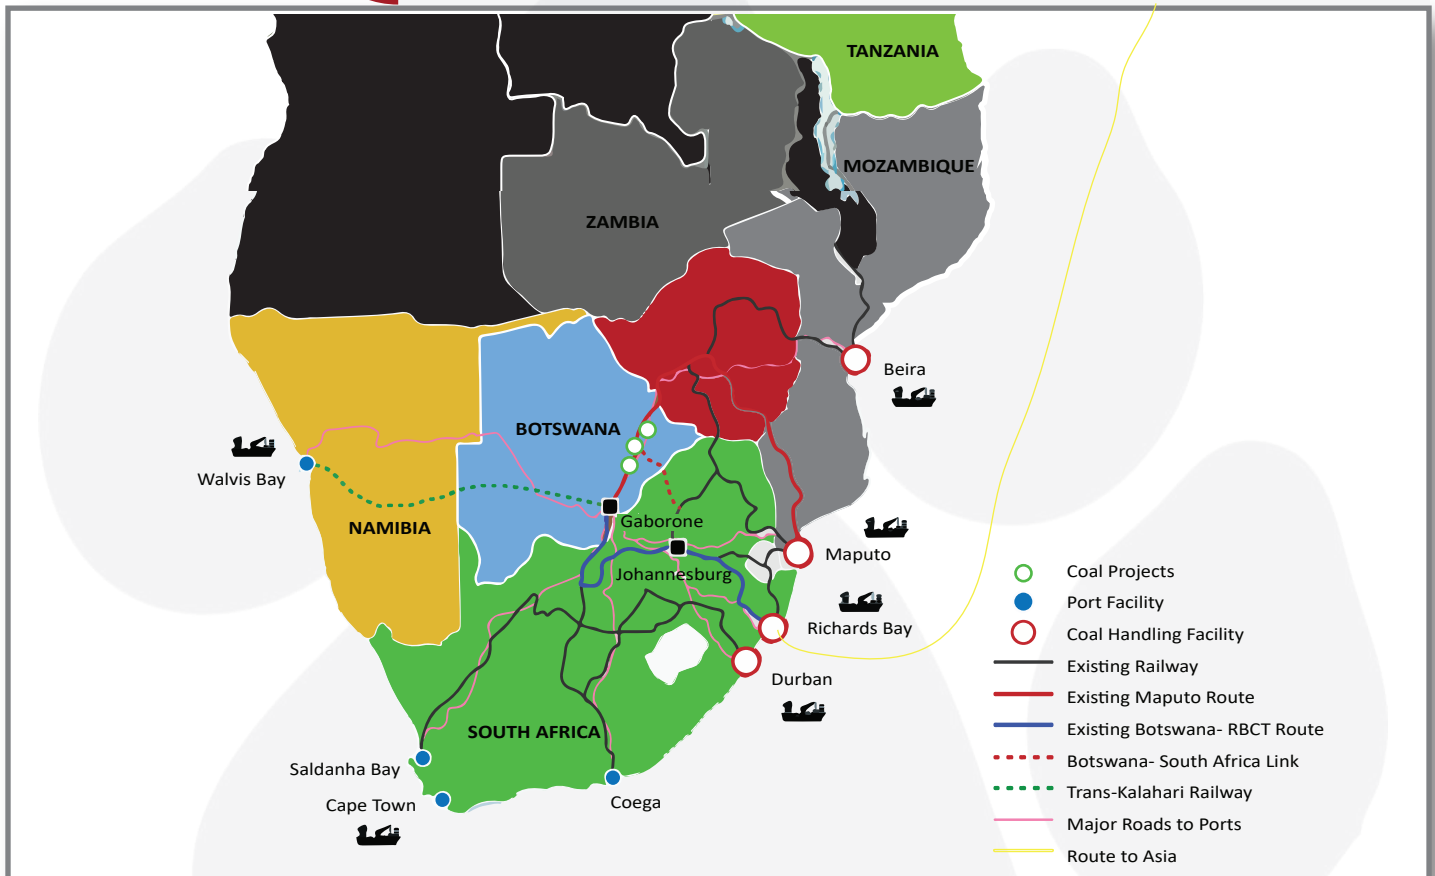 TANZANIA
MOZAMBIQUE
ZAMBIA
Beira
BOTSWANA
Walvis Bay
NAMIBIA
Gaborone
Maputo
Johannesburg
Richards Bay
Durban
SOUTH AFRICA
Saldanha Bay
Cape Town
Coega
Coal Projects
Port Facility
Coal Handling Facility
Existing Railway
Existing Maputo Route
Existing Botswana- RBCT Route
Botswana- South Africa Link
Trans-Kalahari Railway
Major Roads to Ports
Route to Asia